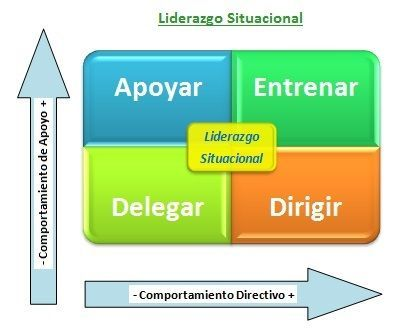 Liderazgo Situacional
Apoyar
Entrenar
Liderazgo
Situacional
Delegar
Dirigir
- Comportamiento de Apoyo +
- Comportamiento Directivo +